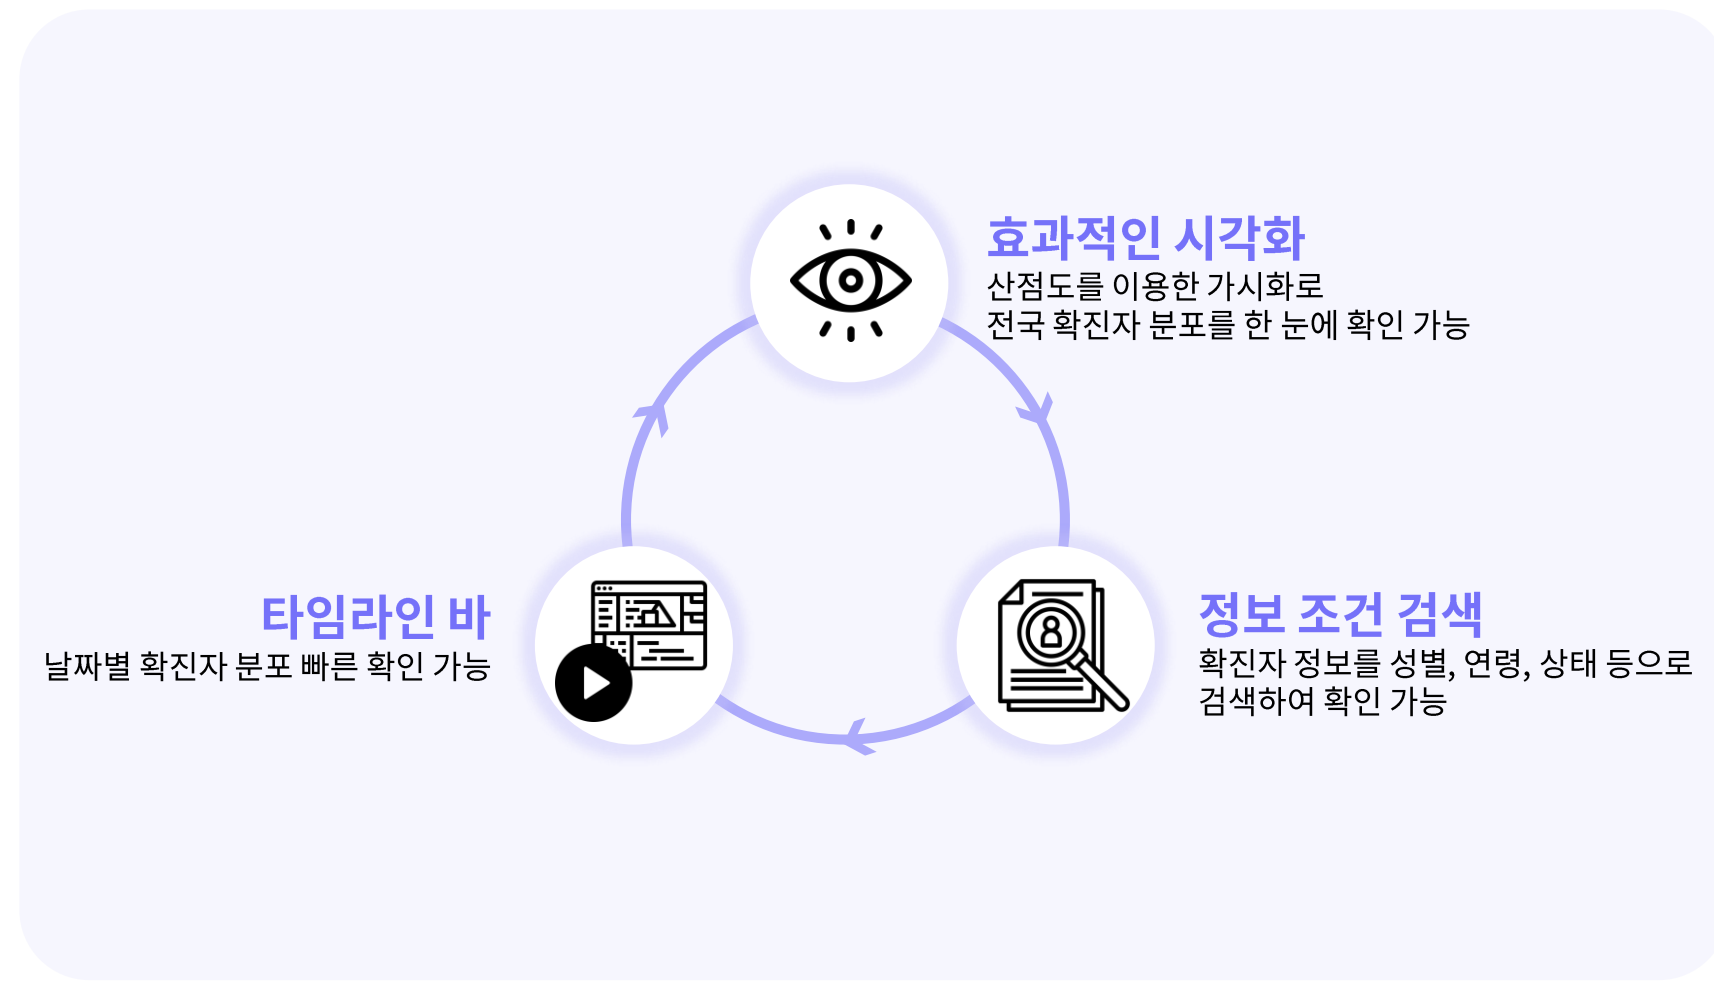 효과적인 시각화
산점도를 이용한 가시화로
전국 확진자 분포를 한 눈에 확인 가능
타임라인 바
날짜별 확진자 분포 빠른 확인 가능
정보 조건 검색
확진자 정보를 성별, 연령, 상태 등으로
검색하여 확인 가능